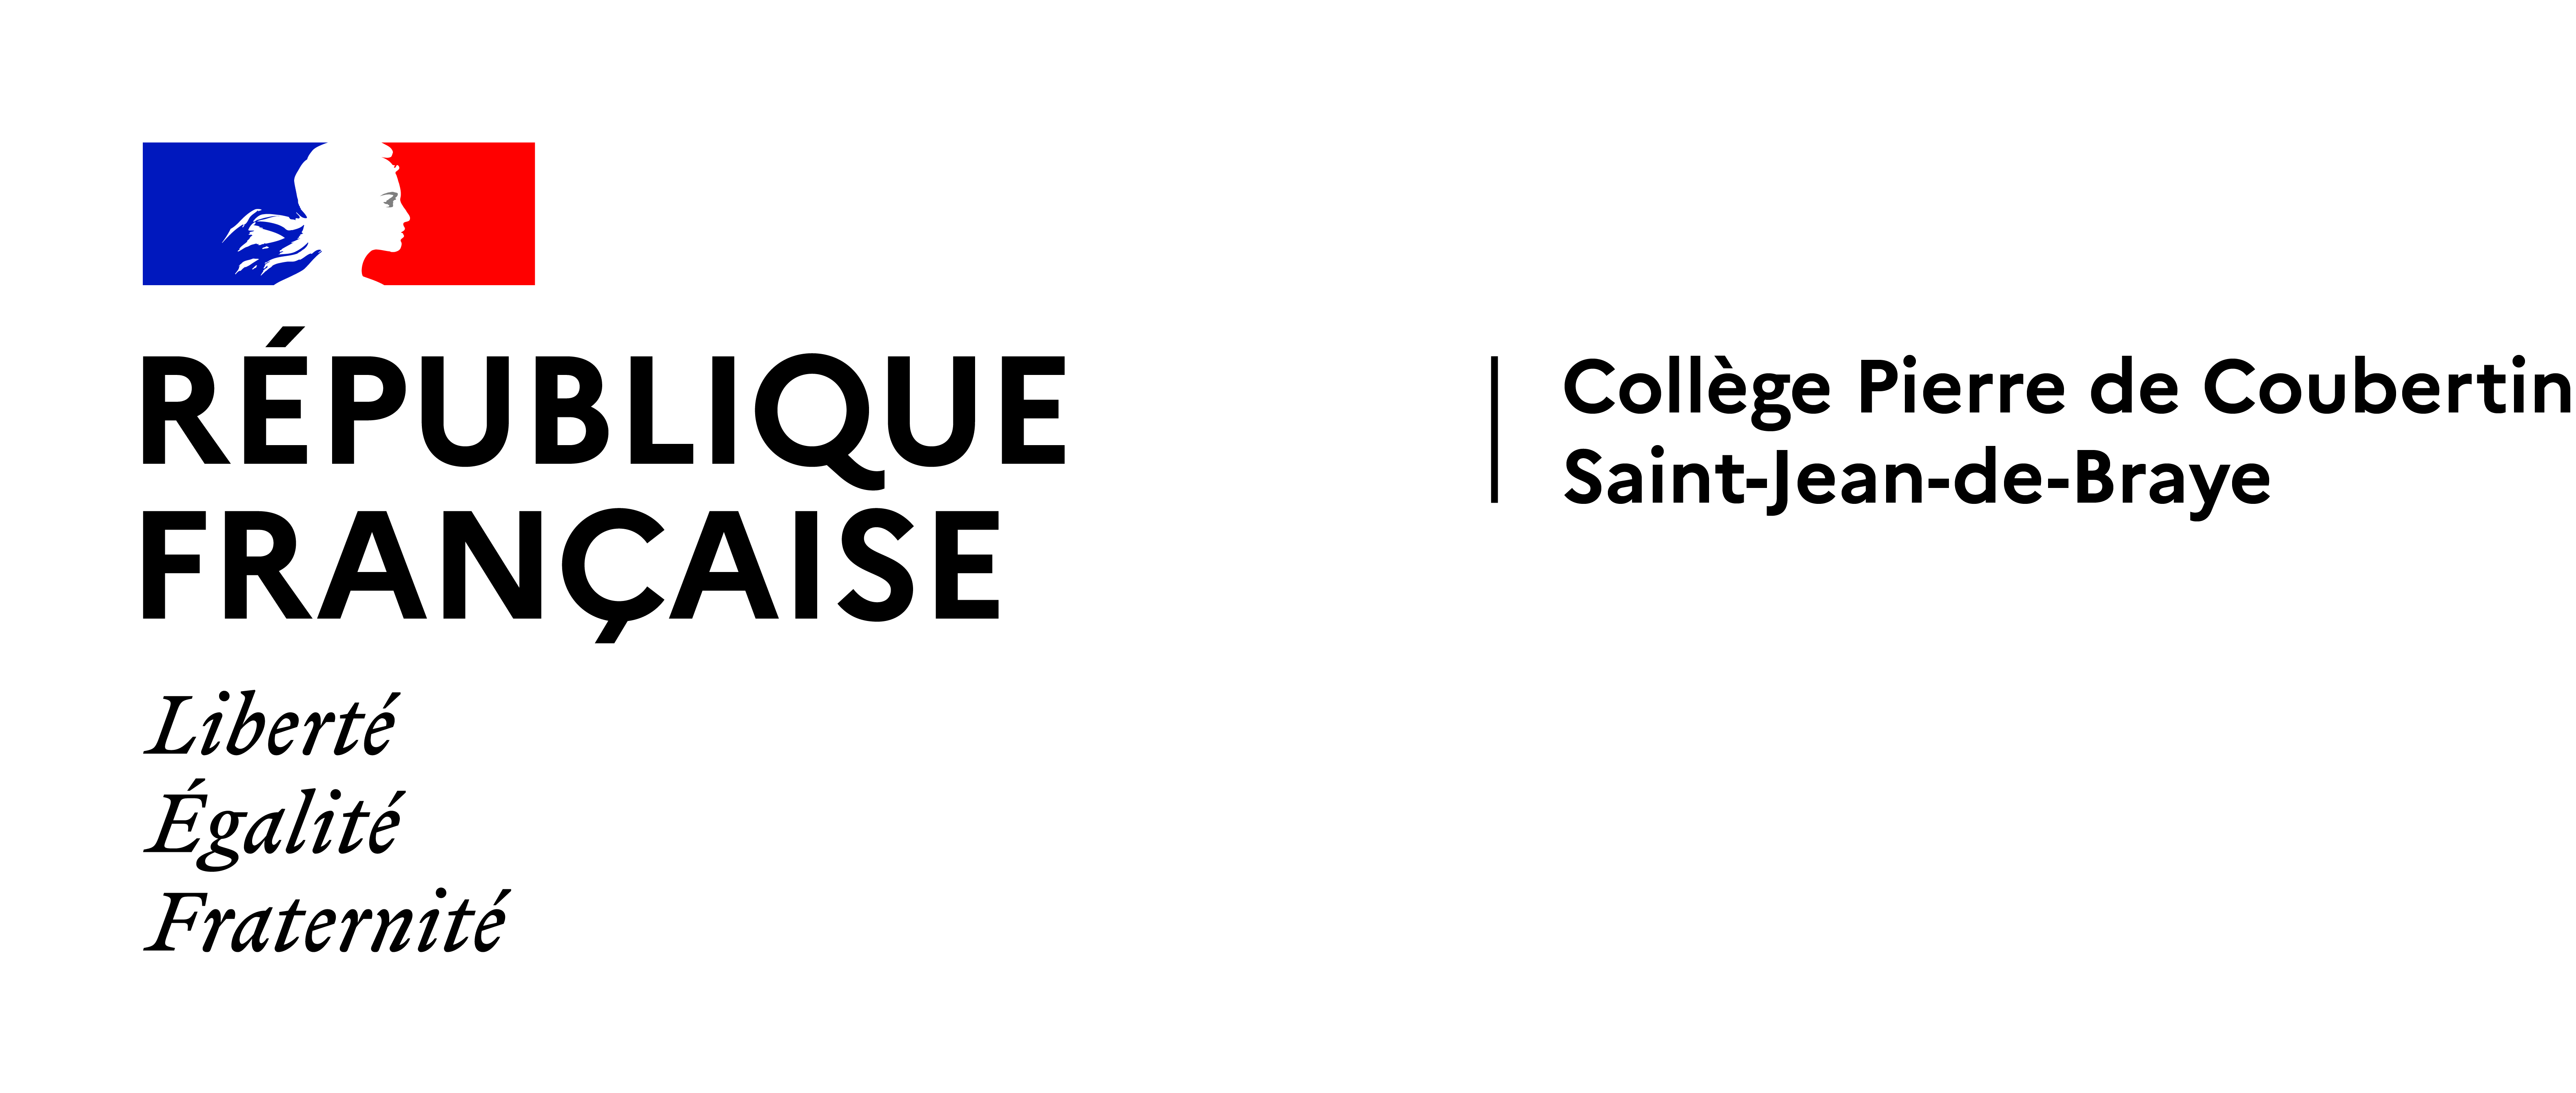 RÉPUBLIQUE
FRANÇAISE
Liberté
Égalité
Fraternité
Collège Pierre de Coubertin
Saint-Jean-de-Braye